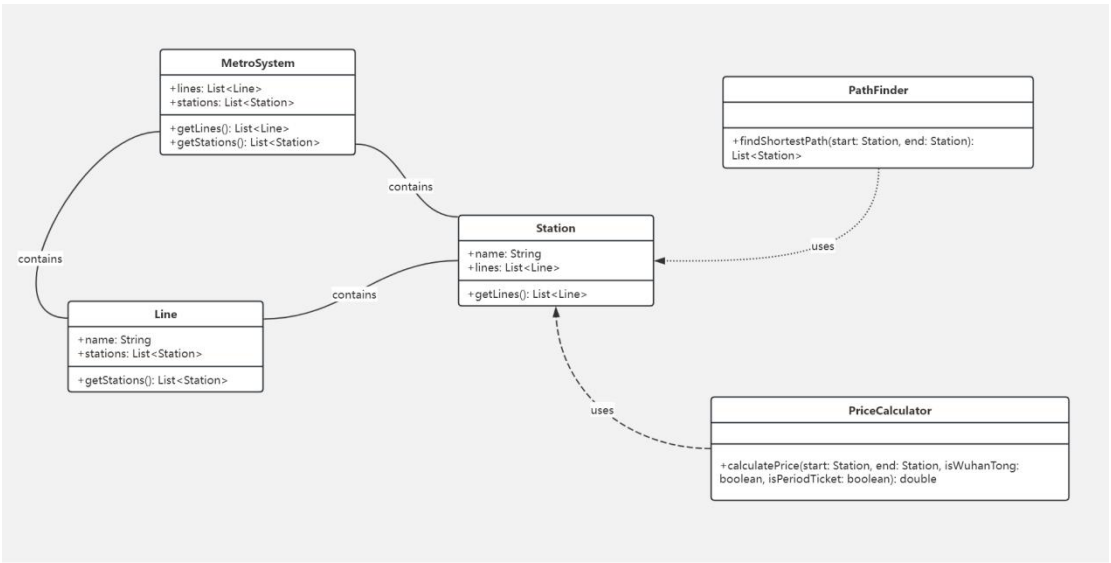 MetroSystem
+lines: List<Line>
+stations: List<Station>
+getLines(): List<Line>
+getStations(): List<Station>
contains
contains
Line
+name: String
+stations: List<Station>
+getStations(): List<Station>
contains
Station
+name: String
+lines: List<Line>
+getLines(): List<Line>
PathFinder
+findShortestPath(start: Station, end: Station):
List<Station>
uses
uses
PriceCalculator
+calculatePrice(start: Station, end: Station, isWuhanTong:
boolean, isPeriodTicket: boolean): double